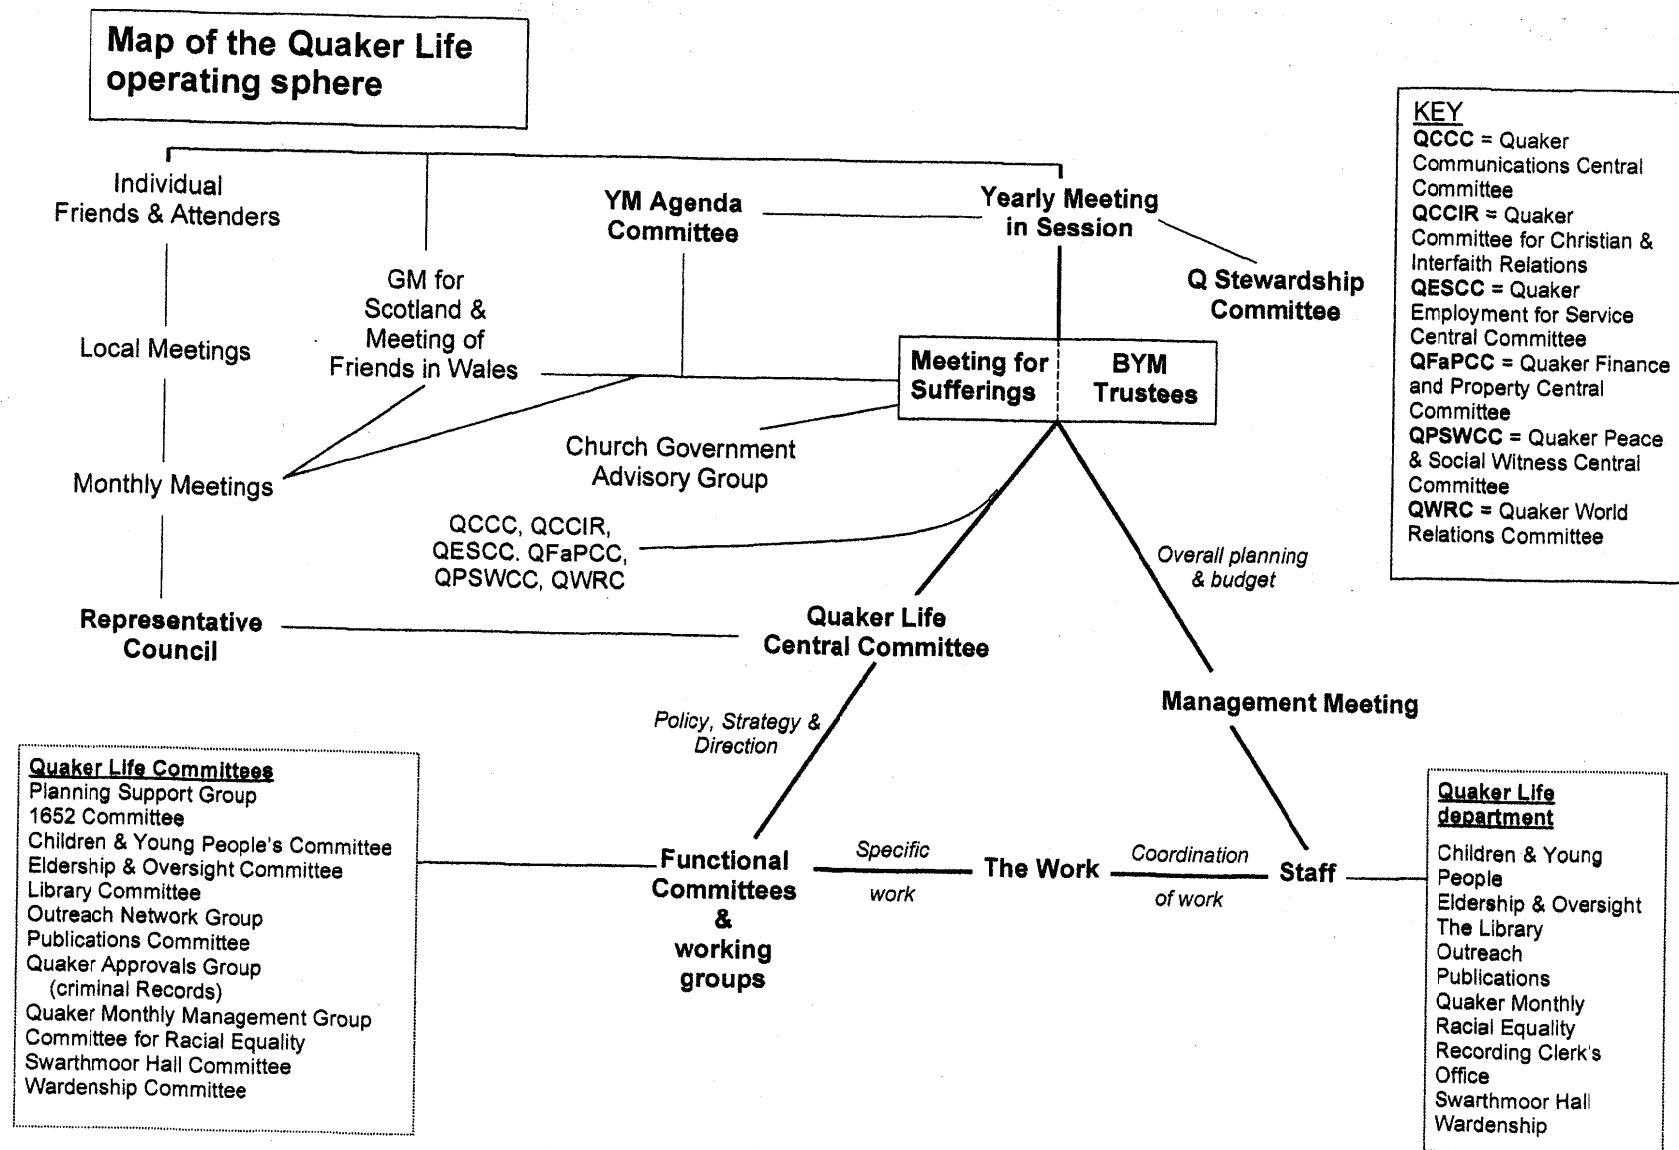 Map of the Quaker Life
operating sphere
Individual
Friends & Attenders
YM Agenda
Committee
Yearly Meeting
in Session
GM for
Scotland &
Meeting of
Friends in Wales
Q Stewardship
Committee
Local Meetings
Meeting for
Sufferings
BYM
Trustees
Church Government
Advisory Group
Monthly Meetings
QCCC, QCCIR,
QESCC. QFaPCC,
QPSWCC, QWRC
Overall planning
& budget
Representative
Council
Quaker Life
Central Committee
Management Meeting
Policy, Strategy &
Direction
Functional
Committees
&
working
groups
Specific
work
The Work
Coordination
of work
Staff
KEY
QCCC = Quaker
Communications Central
Committee
QCCIR = Quaker
Committee for Christian &
Interfaith Relations
QESCC = Quaker
Employment for Service
Central Committee
QFaPCC = Quaker Finance
and Property Central
Committee
QPSWCC = Quaker Peace
& Social Witness Central
Committee
QWRC = Quaker World
Relations Committee
Quaker Life Committees
Planning Support Group
1652 Committee
Children & Young People's Committee
Eldership & Oversight Committee
Library Committee
Outreach Network Group
Publications Committee
Quaker Approvals Group
(criminal Records)
Quaker Monthly Management Group
Committee for Racial Equality
Swarthmoor Hall Committee
Wardenship Committee
Quaker Life
department
Children & Young
People
Eldership & Oversight
The Library
Outreach
Publications
Quaker Monthly
Racial Equality
Recording Clerk's
Office
Swarthmoor Hall
Wardenship